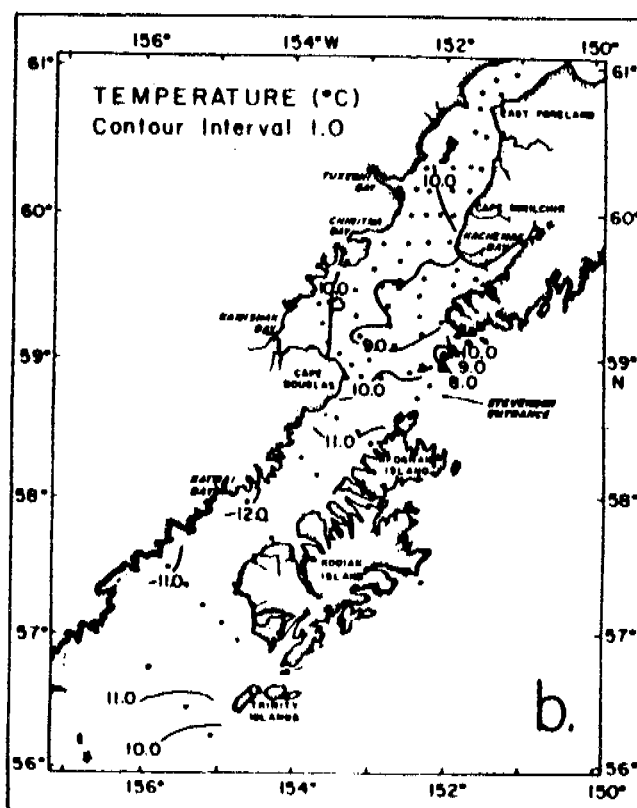 156° 154°W 152° 150°
61° 61°
TEMPERATURE (°C)
Contour Interval 1.0
EAST FORELAND
TUXEDNI BAY
10.0
60° 60°
CAPE NINILCHIK
CHINITNA BAY
KACHEMAK BAY
10.0
KAMISHAK BAY
9.0
10.0
59° 59°
9.0
N
CAPE DOUGLAS
10.0
8.0
STEVENSON ENTRANCE
11.0
AFOGNAK ISLAND
KATMAI BAY
58° 58°
12.0
KODIAK ISLAND
11.0
57° 57°
11.0
TRINITY ISLANDS
b.
10.0
56° 56°
156° 154° 152° 150°